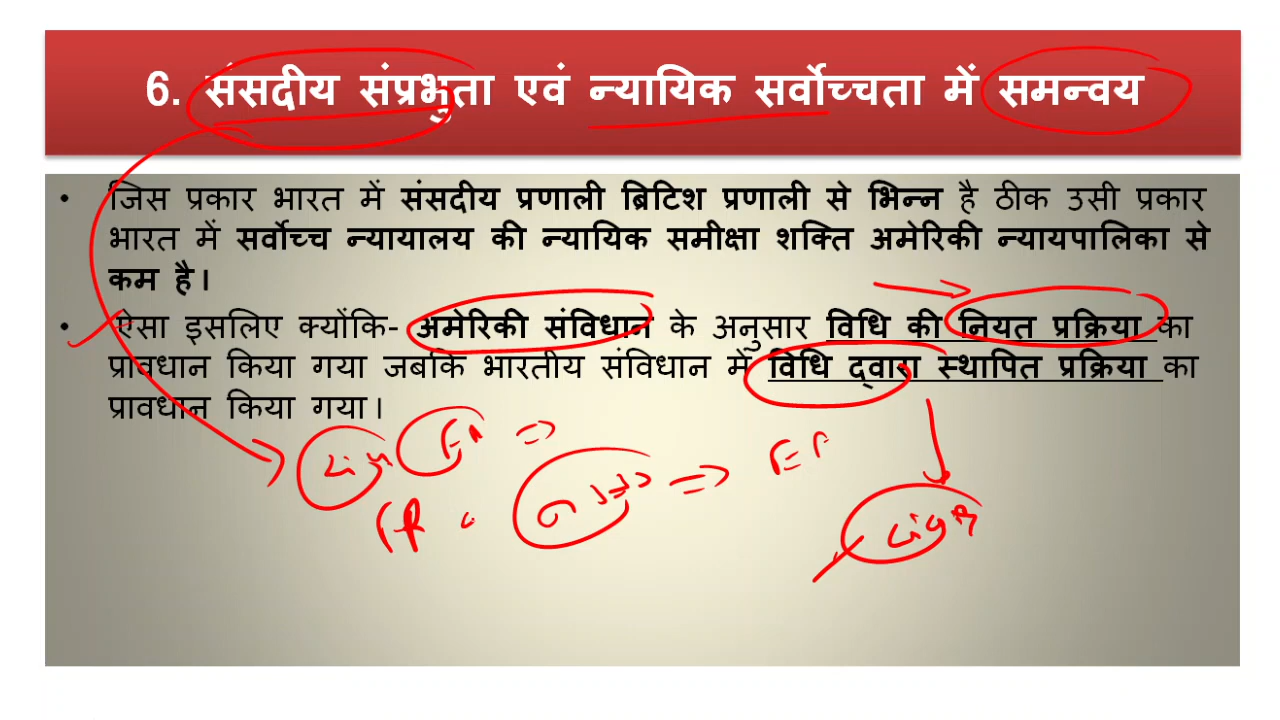 6. संसदीय संप्रभुता एवं न्यायिक सर्वोच्चता में समन्वय
• जिस प्रकार भारत में संसदीय प्रणाली ब्रिटिश प्रणाली से भिन्न है ठीक उसी प्रकार
भारत में सर्वोच्च न्यायालय की न्यायिक समीक्षा शक्ति अमेरिकी न्यायपालिका से
कम है।
• ऐसा इसलिए क्योंकि- अमेरिकी संविधान के अनुसार विधि की नियत प्रक्रिया का
प्रावधान किया गया जबकि भारतीय संविधान में विधि द्वारा स्थापित प्रक्रिया का
प्रावधान किया गया।